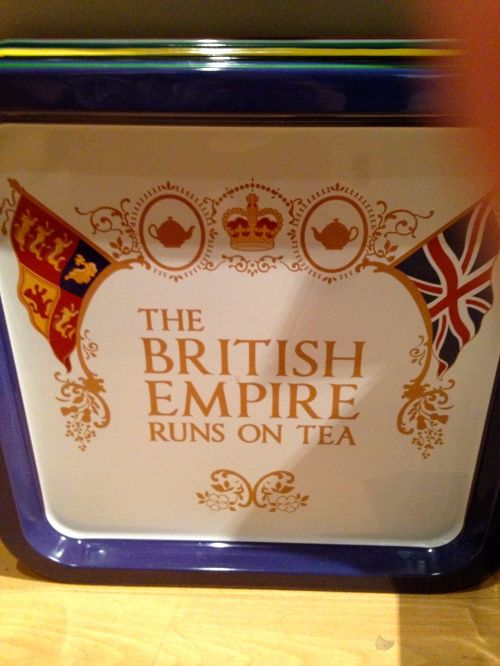 THE
BRITISH
EMPIRE
RUNS ON TEA